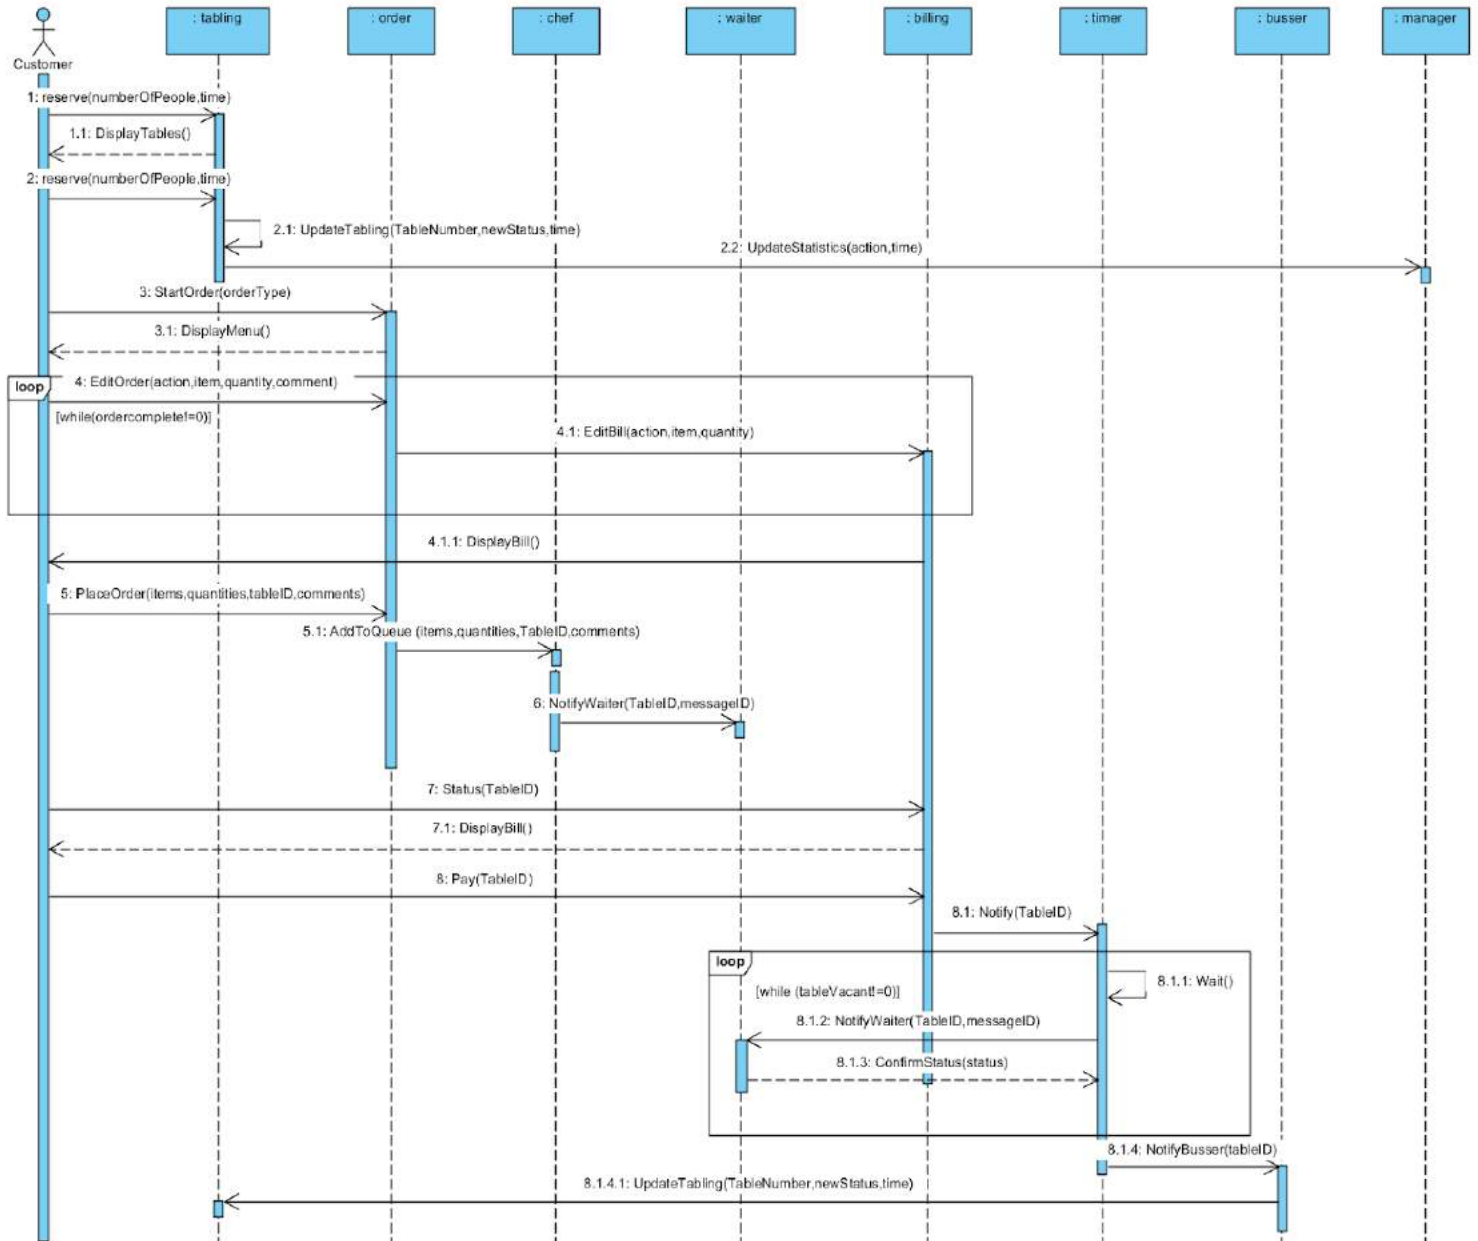 : tabling
: order
: chef
: waiter
: billing
: timer
: busser
: manager
Customer
1: reserve(numberOfPeople,time)
1.1: DisplayTables()
2: reserve(numberOfPeople,time)
2.1: UpdateTabling(TableNumber,newStatus,time)
2.2: UpdateStatistics(action,time)
3: StartOrder(orderType)
3.1: DisplayMenu()
loop
4: EditOrder(action,item,quantity,comment)
[while(ordercomplete!=0)]
4.1: EditBill(action,item,quantity)
4.1.1: DisplayBill()
5: PlaceOrder(items,quantities,tableID,comments)
5.1: AddToQueue (items,quantities,TableID,comments)
6: NotifyWaiter(TableID,messageID)
7: Status(TableID)
7.1: DisplayBill()
8: Pay(TableID)
8.1: Notify(TableID)
loop
8.1.1: Wait()
[while (tableVacant!=0)]
8.1.2: NotifyWaiter(TableID,messageID)
8.1.3: ConfirmStatus(status)
8.1.4: NotifyBusser(tableID)
8.1.4.1: UpdateTabling(TableNumber,newStatus,time)